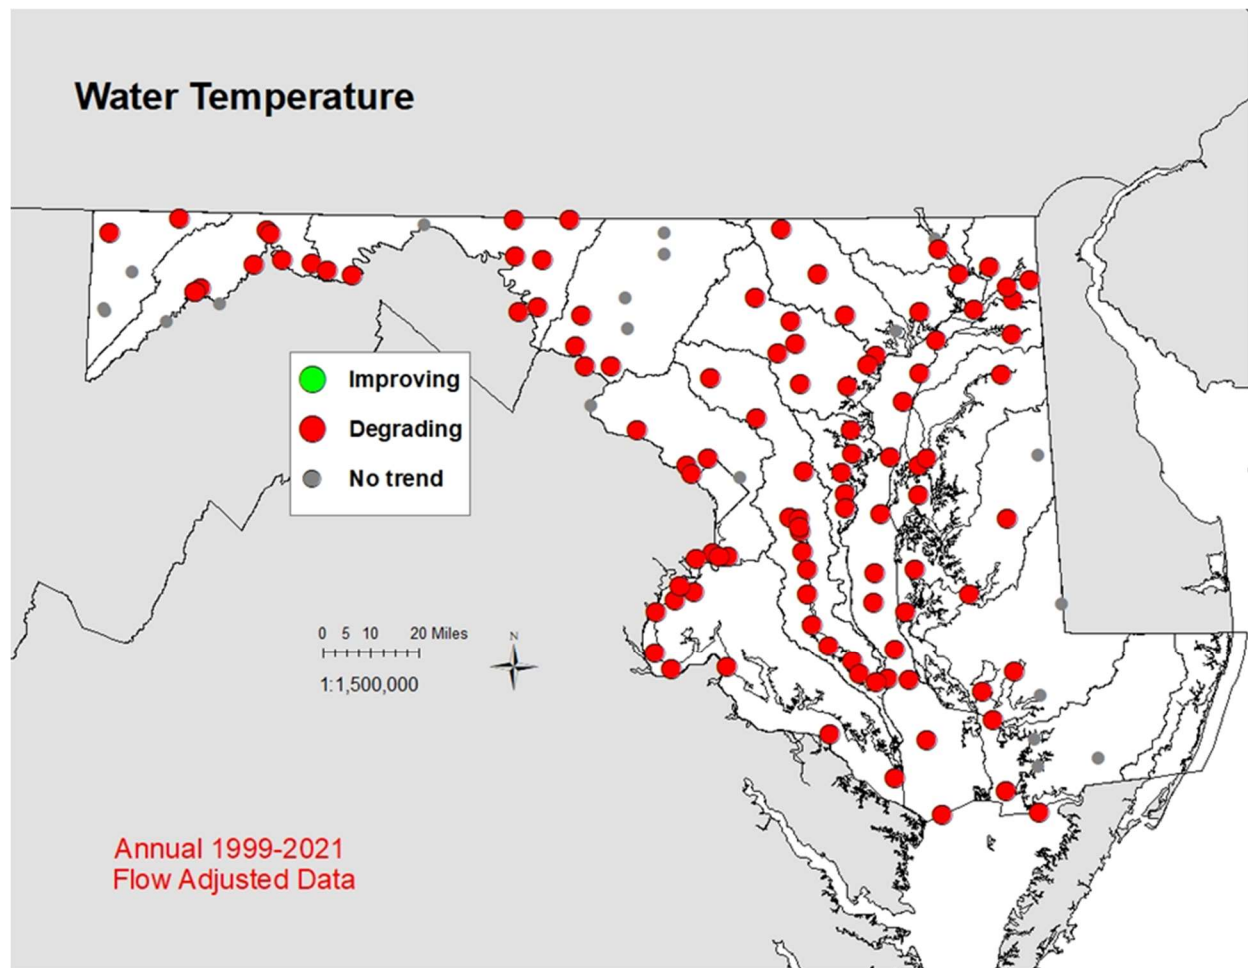 Water Temperature
Improving
Degrading
No trend
0 5 10 20 Miles
N
1:1,500,000
Annual 1999-2021
Flow Adjusted Data